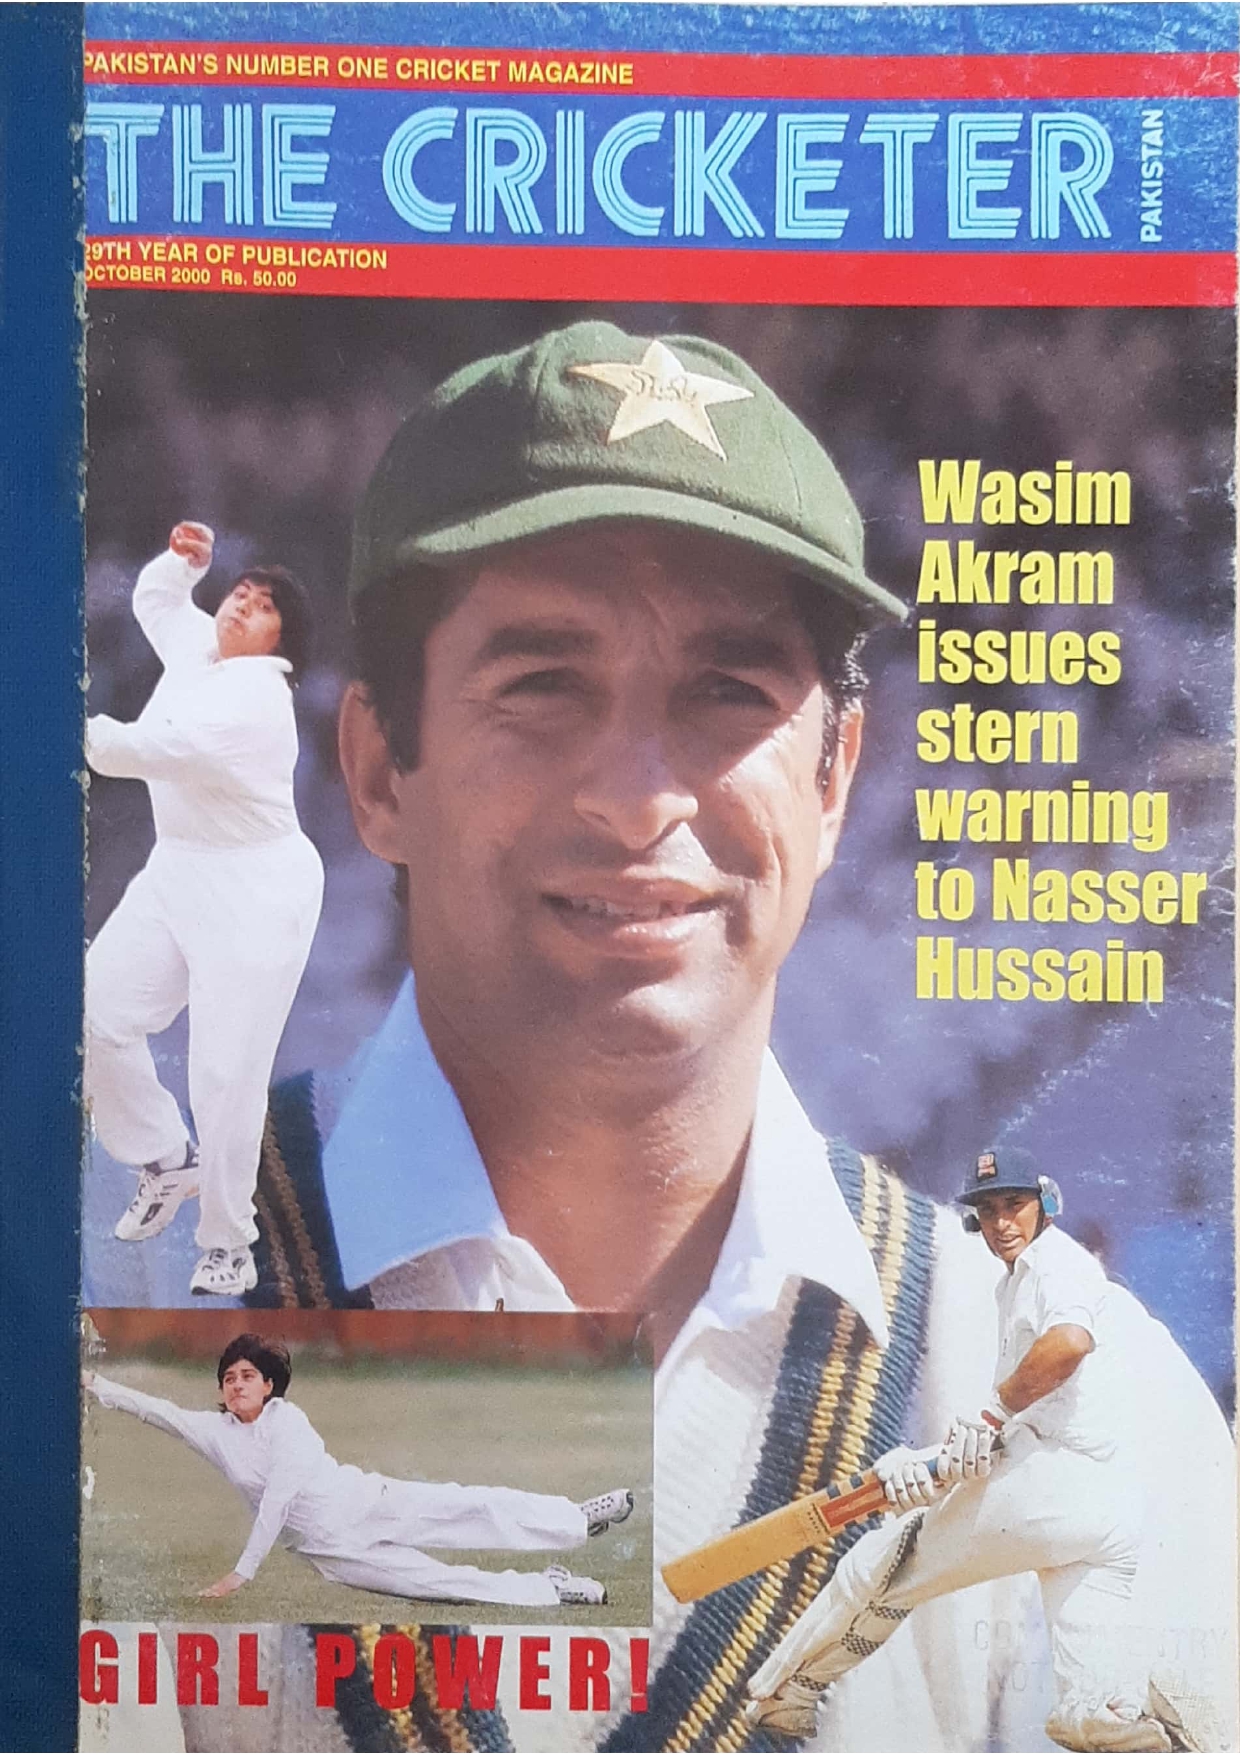 PAKISTAN'S NUMBER ONE CRICKET MAGAZINE
THE CRICKETER
PAKISTAN
29TH YEAR OF PUBLICATION
OCTOBER 2000 Rs. 50.00
Wasim
Akram
issues
stern
warning
to Nasser
Hussain
GIRL POWER!